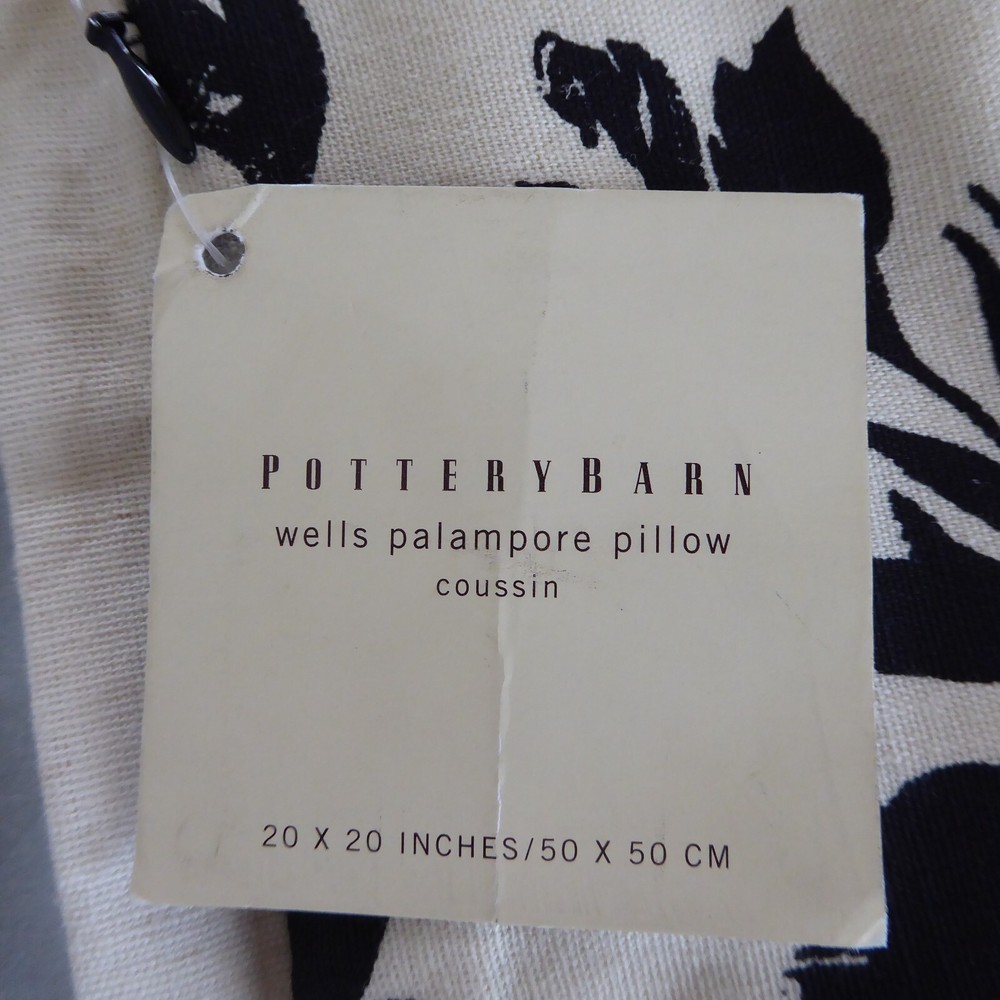 POTTERYBARN
wells palampore pillow
coussin
20 X 20 INCHES/50 X 50 CM